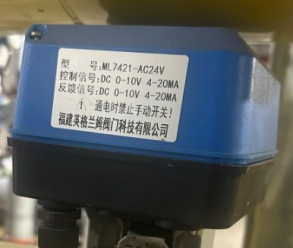 型 号:ML7421-AC24V
控制信号:DC 0-10V 4-20MA
反馈信号:DC 0-10V 4-20MA
1、通电时禁止手动开关!
福建英格兰阀阀门科技有限公司